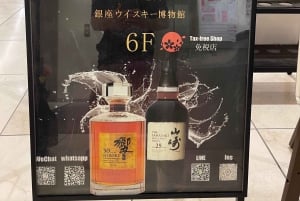 銀座ウイスキー博物館
6F
Tax-free Shop
免税店
響
30
HIBIKI
山崎
25
WeChat
whatsapp
LINE
Ins